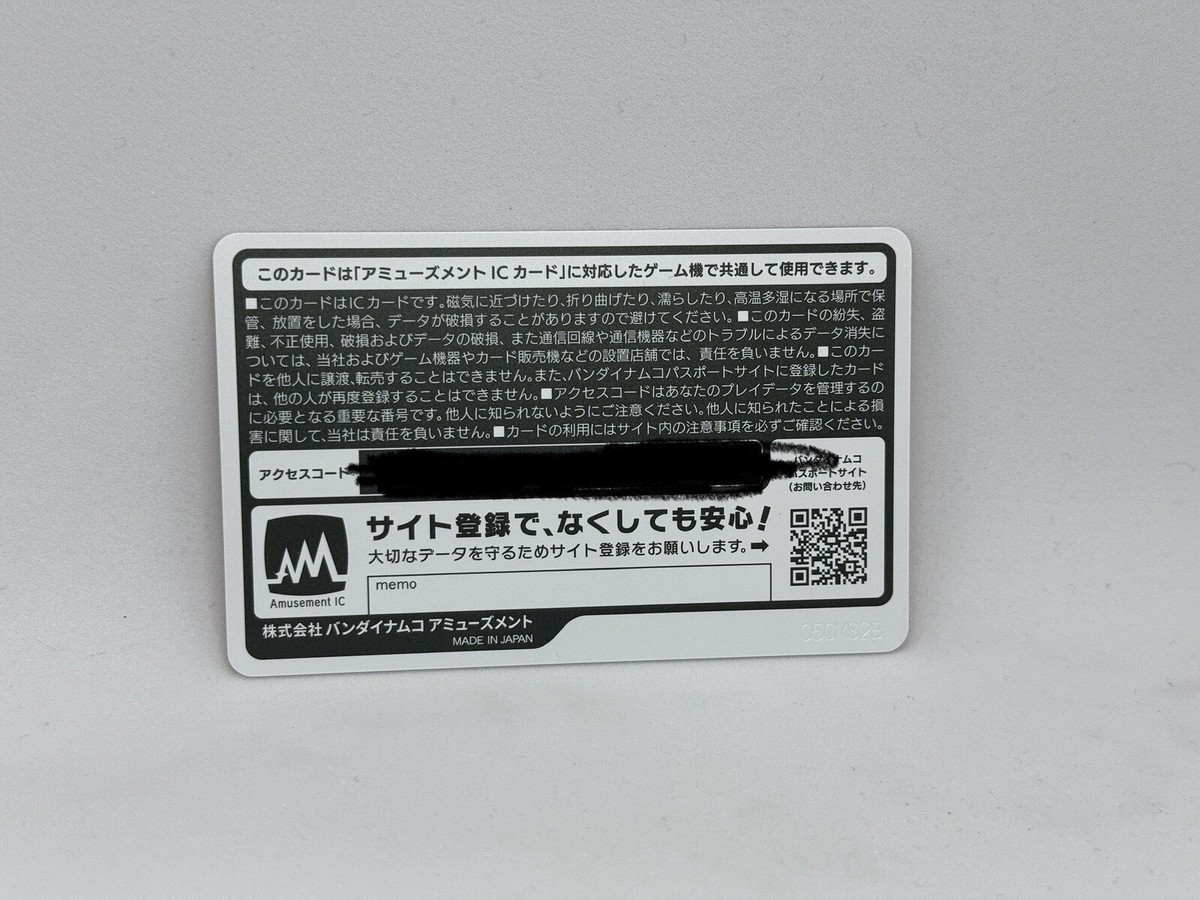 このカードは「アミューズメント IC カード」に対応したゲーム機で共通して使用できます。
■このカードはICカードです。磁気に近づけたり、折り曲げたり、濡らしたり、高温多湿になる場所で保
管、放置をした場合、データが破損することがありますので避けてください。■このカードの紛失、盗
難、不正使用、破損およびデータの破損、また通信回線や通信機器などのトラブルによるデータ消失に
ついては、当社およびゲーム機器やカード販売機などの設置店舗では、責任を負いません。■このカー
ドを他人に譲渡、転売することはできません。また、バンダイナムコパスポートサイトに登録したカード
は、他の人が再度登録することはできません。■アクセスコードはあなたのプレイデータを管理するの
に必要となる重要な番号です。他人に知られないようにご注意ください。他人に知られたことによる損
害に関して、当社は責任を負いません。■カードの利用にはサイト内の注意事項を必ずご確認ください。
アクセスコード
バンダイナムコ
パスポートサイト
(お問い合わせ先)
サイト登録で、なくしても安心!
大切なデータを守るためサイト登録をお願いします。➡
memo
Amusement IC
株式会社 バンダイナムコ アミューズメント
MADE IN JAPAN